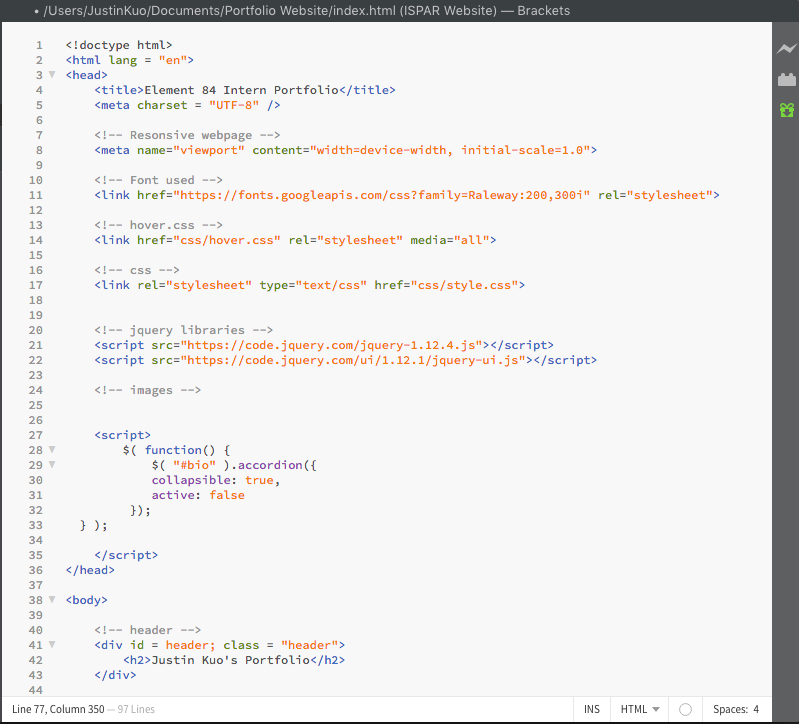 • /Users/JustinKuo/Documents/Portfolio Website/index.html (ISPAR Website) — Brackets
1 <!doctype html>
2 <html lang = "en">
3 <head>
4 <title>Element 84 Intern Portfolio</title>
5 <meta charset = "UTF-8" />
6
7 <!-- Resonsive webpage -->
8 <meta name="viewport" content="width=device-width, initial-scale=1.0">
9
10 <!-- Font used -->
11 <link href="https://fonts.googleapis.com/css?family=Raleway:200,300i" rel="stylesheet">
12
13 <!-- hover.css -->
14 <link href="css/hover.css" rel="stylesheet" media="all">
15
16 <!-- css -->
17 <link rel="stylesheet" type="text/css" href="css/style.css">
18
19
20 <!-- jquery libraries -->
21 <script src="https://code.jquery.com/jquery-1.12.4.js"></script>
22 <script src="https://code.jquery.com/ui/1.12.1/jquery-ui.js"></script>
23
24 <!-- images -->
25
26
27 <script>
28 $( function() {
29 $( "#bio" ).accordion({
30 collapsible: true,
31 active: false
32 });
33 } );
34
35 </script>
36 </head>
37
38 <body>
39
40 <!-- header -->
41 <div id = header; class = "header">
42 <h2>Justin Kuo's Portfolio</h2>
43 </div>
44
Line 77, Column 350 — 97 Lines INS HTML Spaces: 4